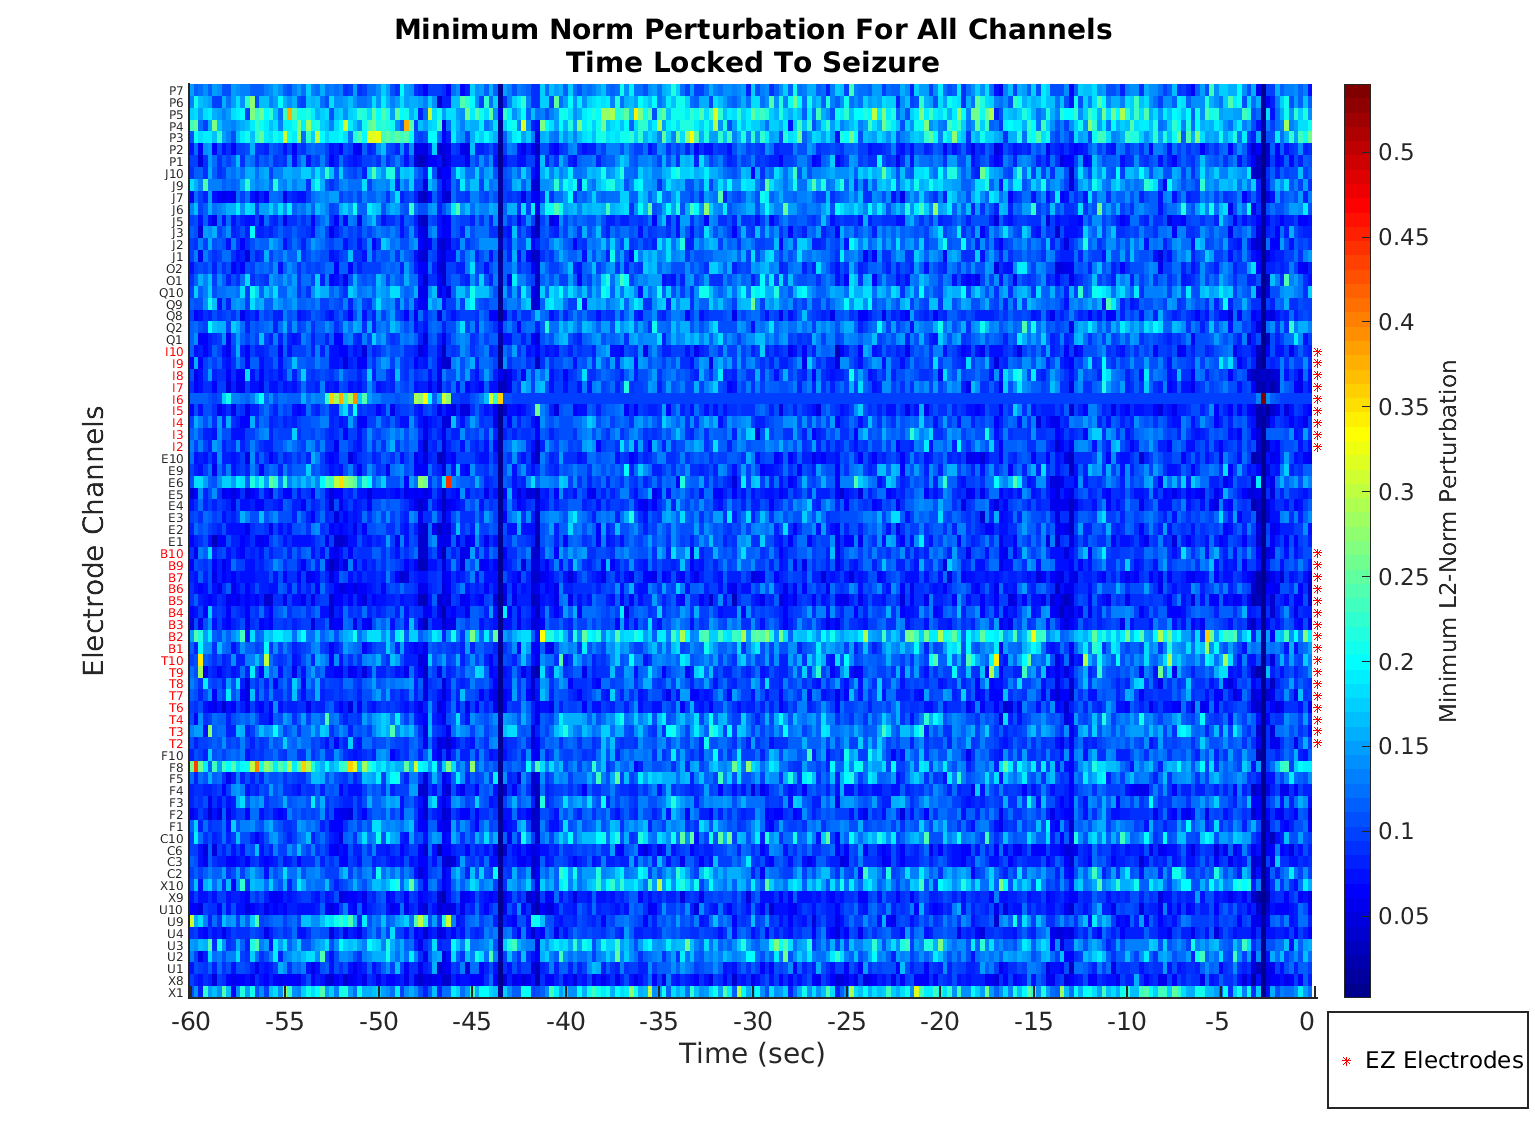 Minimum Norm Perturbation For All Channels
Time Locked To Seizure
Electrode Channels
P7
P6
P5
P4
P3
P2
P1
J10
J9
J7
J6
J5
J3
J2
J1
O2
O1
Q10
Q9
Q8
Q2
Q1
I10
I9
I8
I7
I6
I5
I4
I3
I2
E10
E9
E6
E5
E4
E3
E2
E1
B10
B9
B7
B6
B5
B4
B3
B2
B1
T10
T9
T8
T7
T6
T4
T3
T2
F10
F8
F5
F4
F3
F2
F1
C10
C6
C3
C2
X10
X9
U10
U9
U4
U3
U2
U1
X8
X1
-60 -55 -50 -45 -40 -35 -30 -25 -20 -15 -10 -5 0
Time (sec)
0.5
0.45
0.4
0.35
0.3
0.25
0.2
0.15
0.1
0.05
Minimum L2-Norm Perturbation
EZ Electrodes